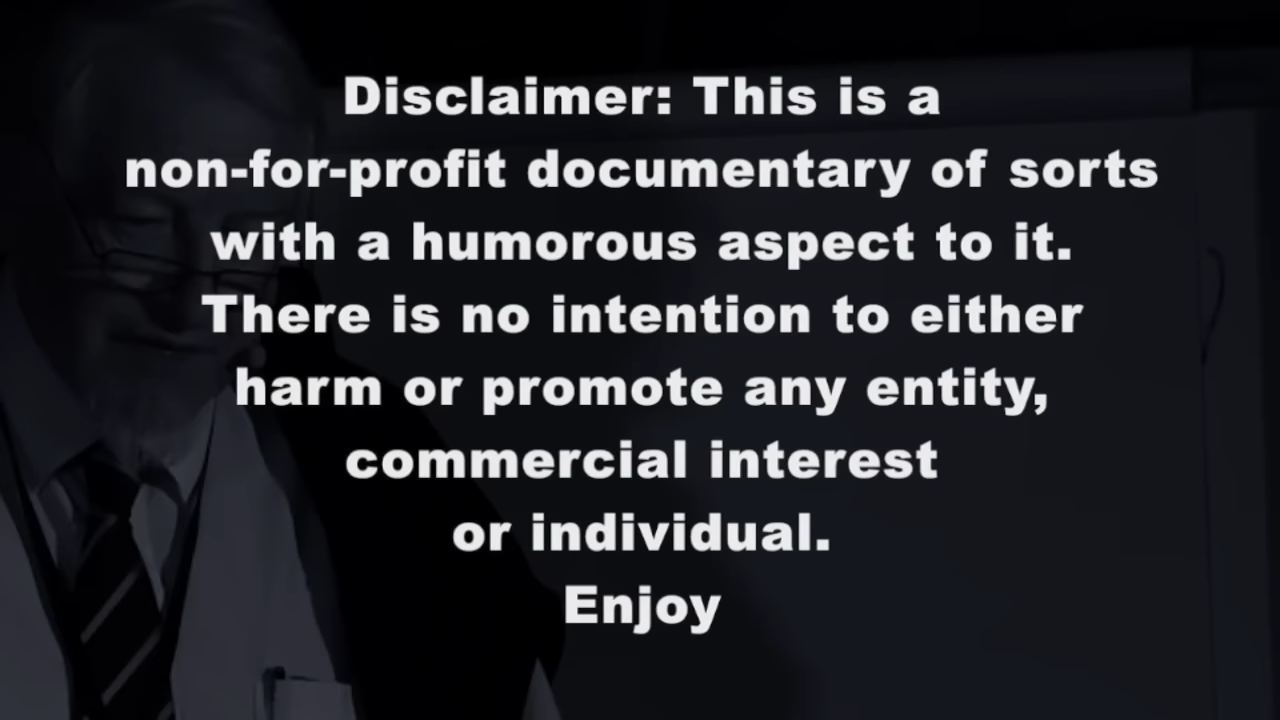 Disclaimer: This is a
non-for-profit documentary of sorts
with a humorous aspect to it.
There is no intention to either
harm or promote any entity,
commercial interest
or individual.
Enjoy